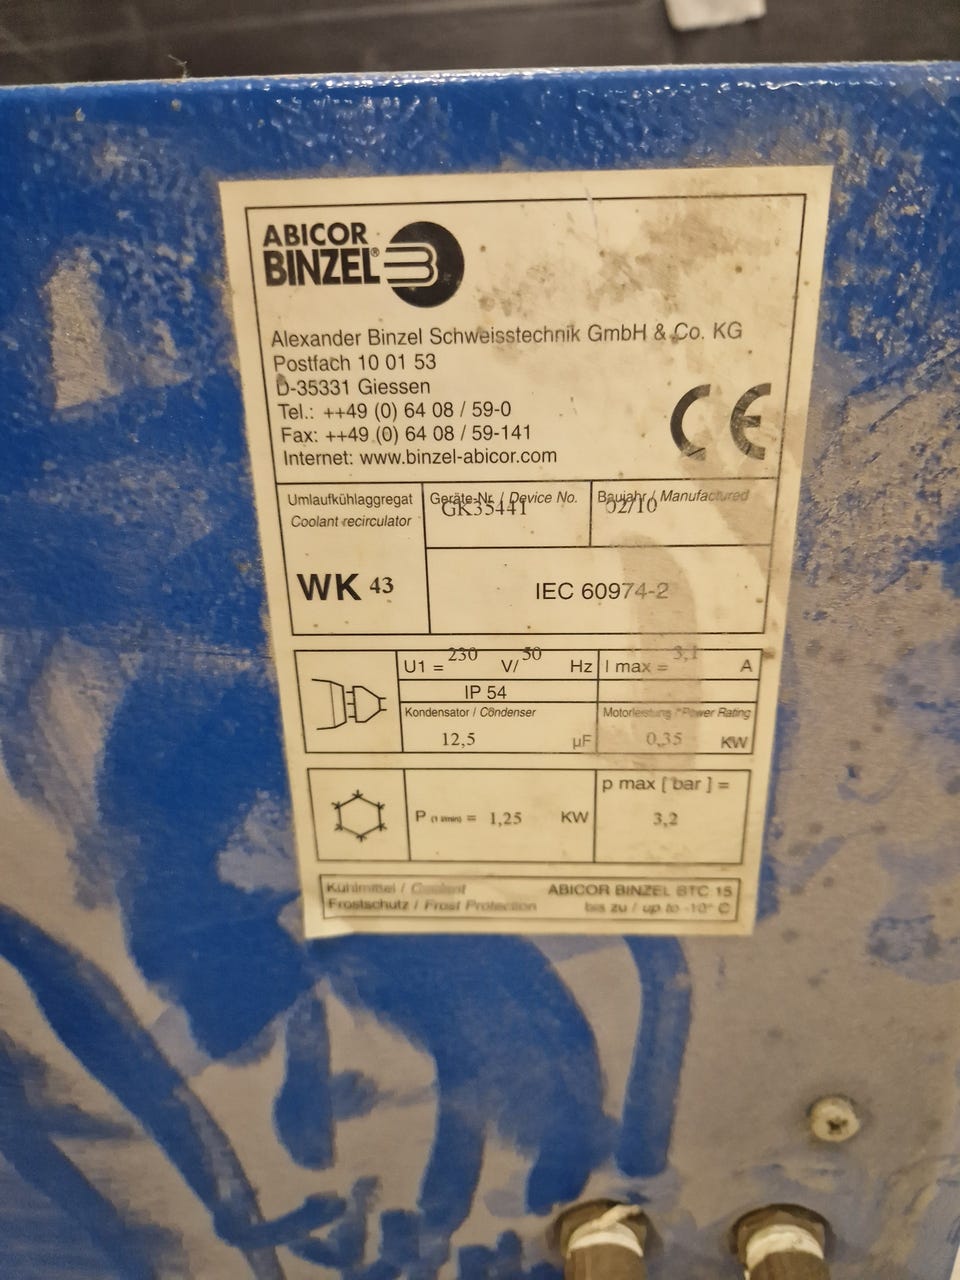 ABICOR
BINZEL®
Alexander Binzel Schweisstechnik GmbH & Co. KG
Postfach 10 01 53
D-35331 Giessen
Tel.: ++49 (0) 64 08 / 59-0
Fax: ++49 (0) 64 08 / 59-141
Internet: www.binzel-abicor.com
CE
Umlaufkühlaggregat
Coolant recirculator
WK 43
Geräte-Nr. / Device No.
GK35441
Baujahr / Manufactured
02/10
IEC 60974-2
U1 = 230 V/ 50 Hz
I max = 3,1 A
IP 54
Kondensator / Condenser
12,5 µF
Motorleistung / Power Rating
0,35 KW
P (1 l/min) = 1,25 KW
p max [ bar ] =
3,2
Kühlmittel / Coolant ABICOR BINZEL BTC 15
Frostschutz / Frost Protection bis zu / up to -10° C